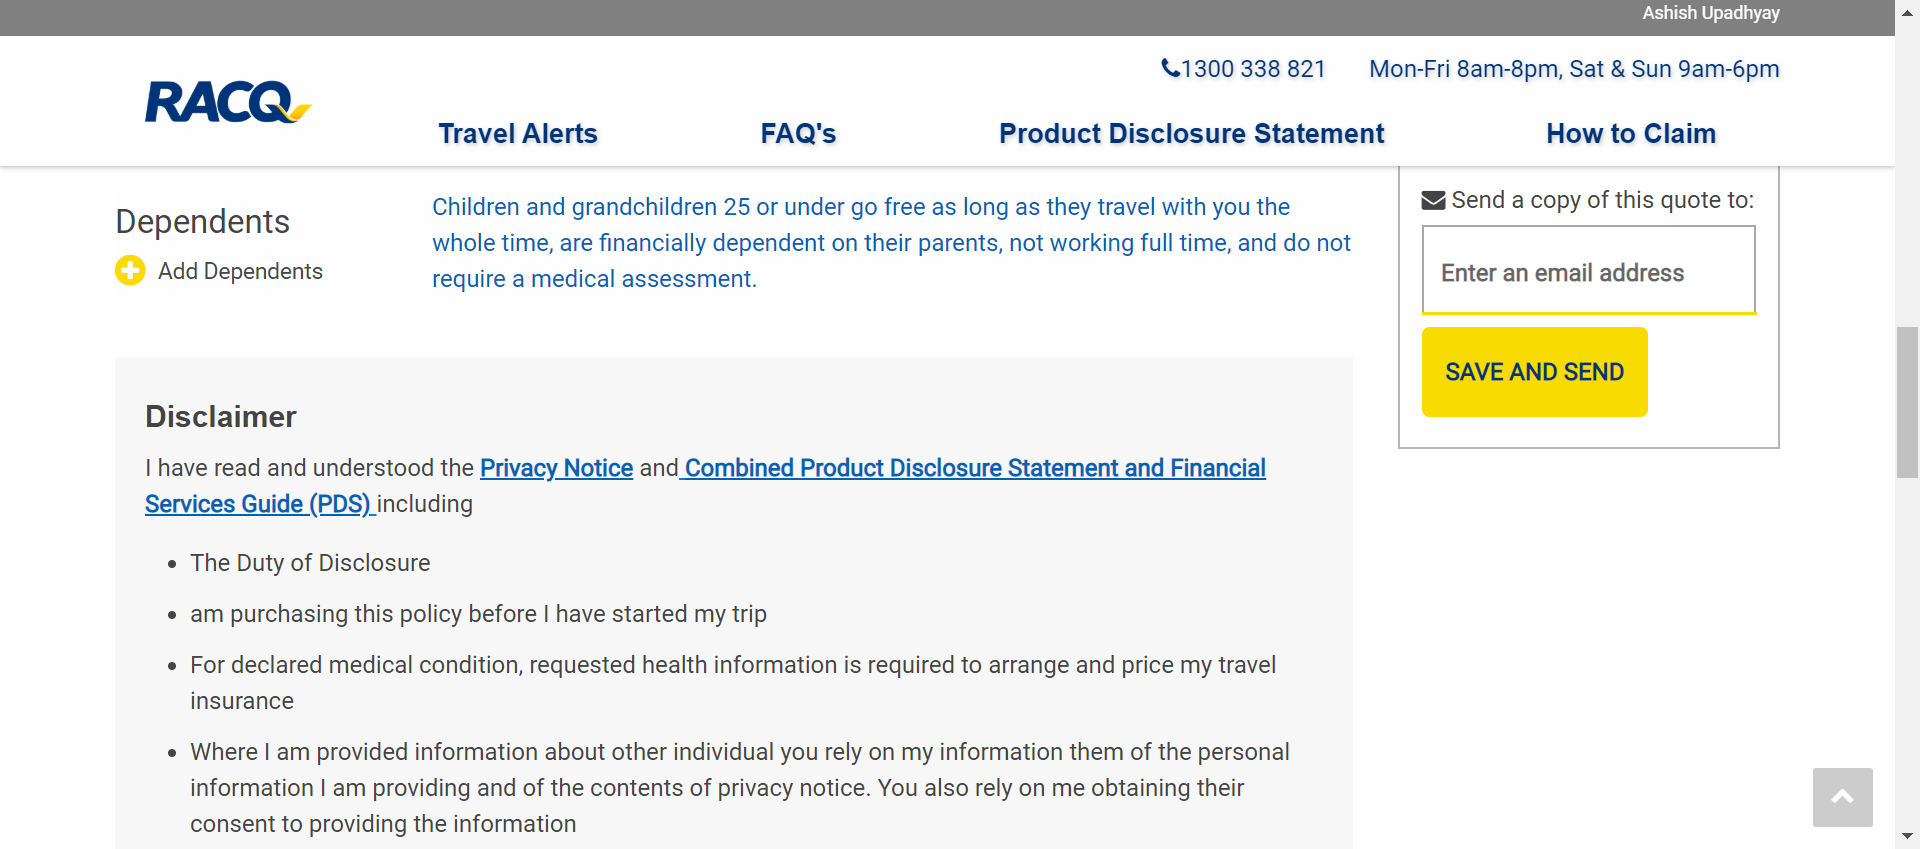 Ashish Upadhyay
1300 338 821 Mon-Fri 8am-8pm, Sat & Sun 9am-6pm
RACQ
Travel Alerts FAQ's Product Disclosure Statement How to Claim
Dependents
Add Dependents
Children and grandchildren 25 or under go free as long as they travel with you the
whole time, are financially dependent on their parents, not working full time, and do not
require a medical assessment.
Send a copy of this quote to:
Enter an email address
SAVE AND SEND
Disclaimer
I have read and understood the Privacy Notice and Combined Product Disclosure Statement and Financial
Services Guide (PDS) including
• The Duty of Disclosure
• am purchasing this policy before I have started my trip
• For declared medical condition, requested health information is required to arrange and price my travel
insurance
• Where I am provided information about other individual you rely on my information them of the personal
information I am providing and of the contents of privacy notice. You also rely on me obtaining their
consent to providing the information